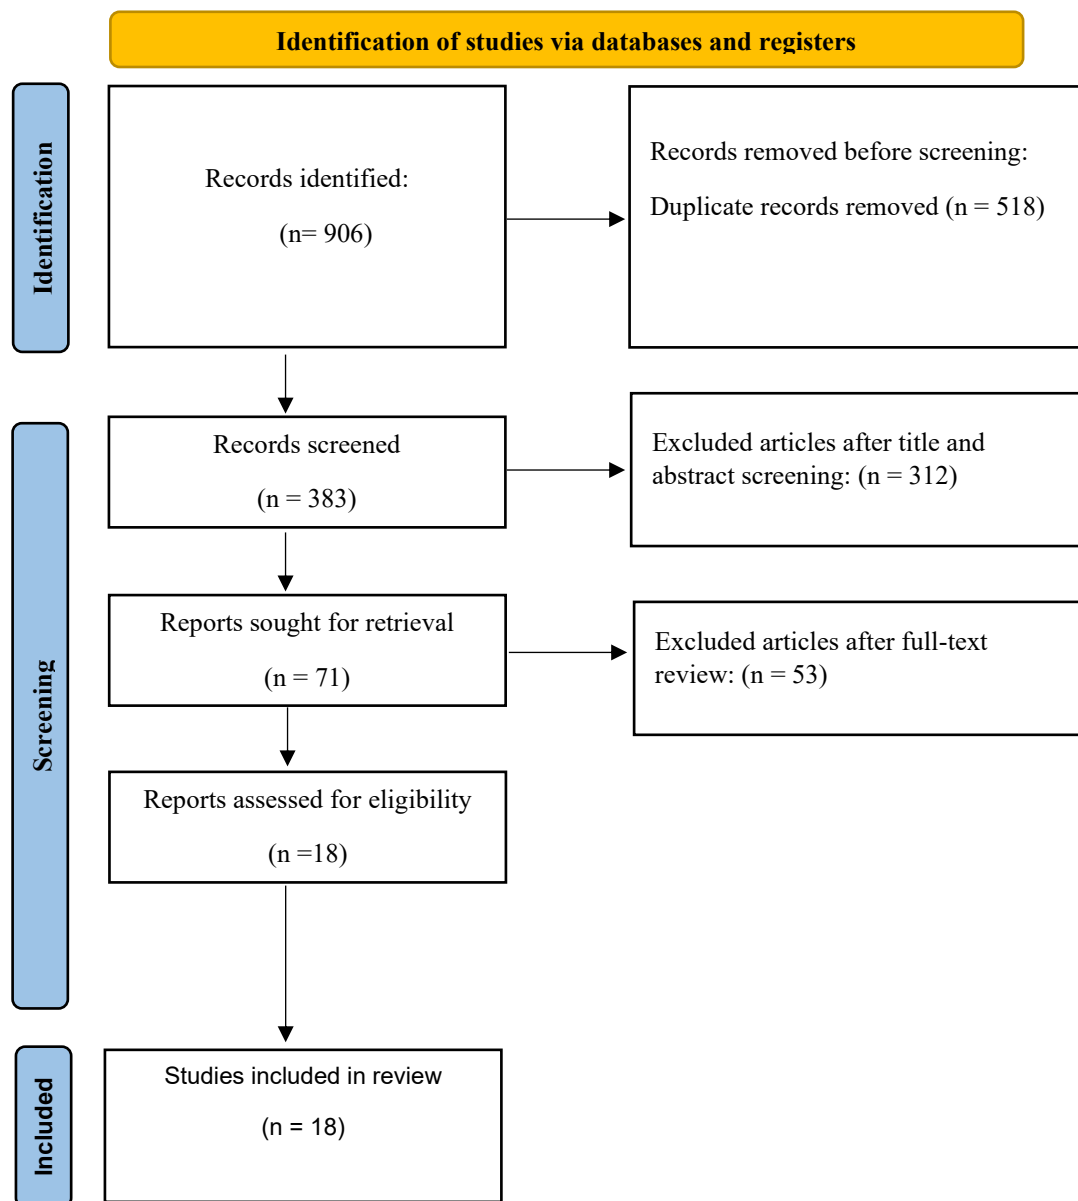 Identification of studies via databases and registers
Identification
Records identified:
(n= 906)
Records removed before screening:
Duplicate records removed (n = 518)
Screening
Records screened
(n = 383)
Excluded articles after title and
abstract screening: (n = 312)
Reports sought for retrieval
(n = 71)
Excluded articles after full-text
review: (n = 53)
Reports assessed for eligibility
(n =18)
Included
Studies included in review
(n = 18)